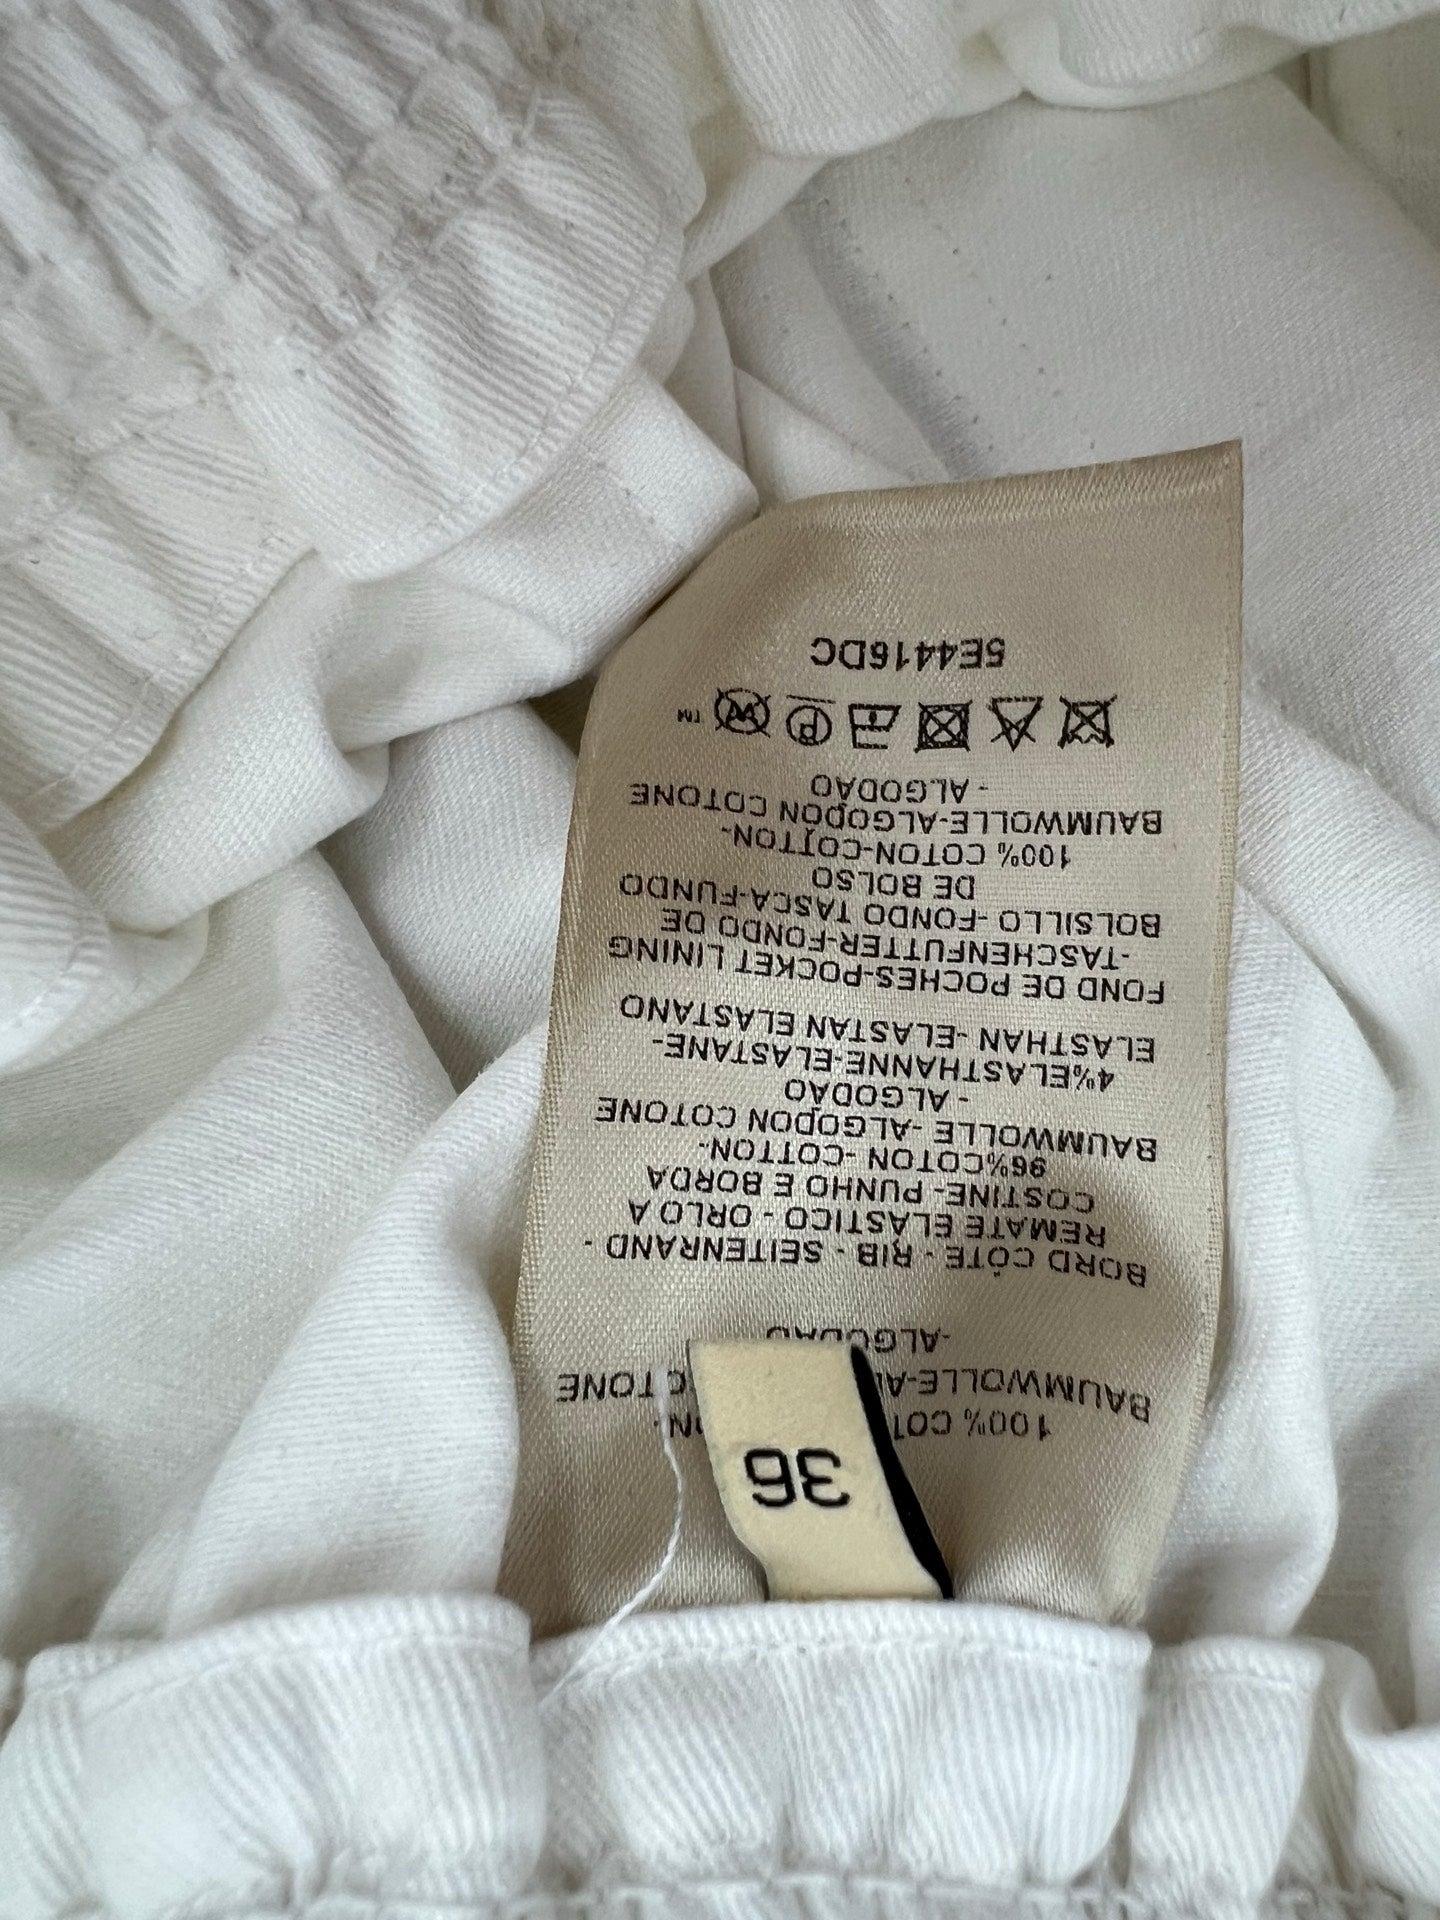 36
100%
BAUMWOLLE-
-ALGODAO
BORD CÔTE - RIB - SEITENRAND -
REMATE ELASTICO - ORLO A
COSTINE- PUNHO E BORDA
96%COTON -COTTON-
BAUMWOLLE -ALGODON COTONE
- ALGODAO
4%ELASTHANNE-ELASTANE-
ELASTHAN -ELASTAN ELASTANO
FOND DE POCHES-POCKET LINING
-TASCHENFUTTER-FONDO DE
BOLSILLO -FONDO TASCA-FUNDO
DE BOLSO
100% COTON-COTTON-
BAUMWOLLE-ALGODON COTONE
- ALGODAO
P W ™
5E4416DC